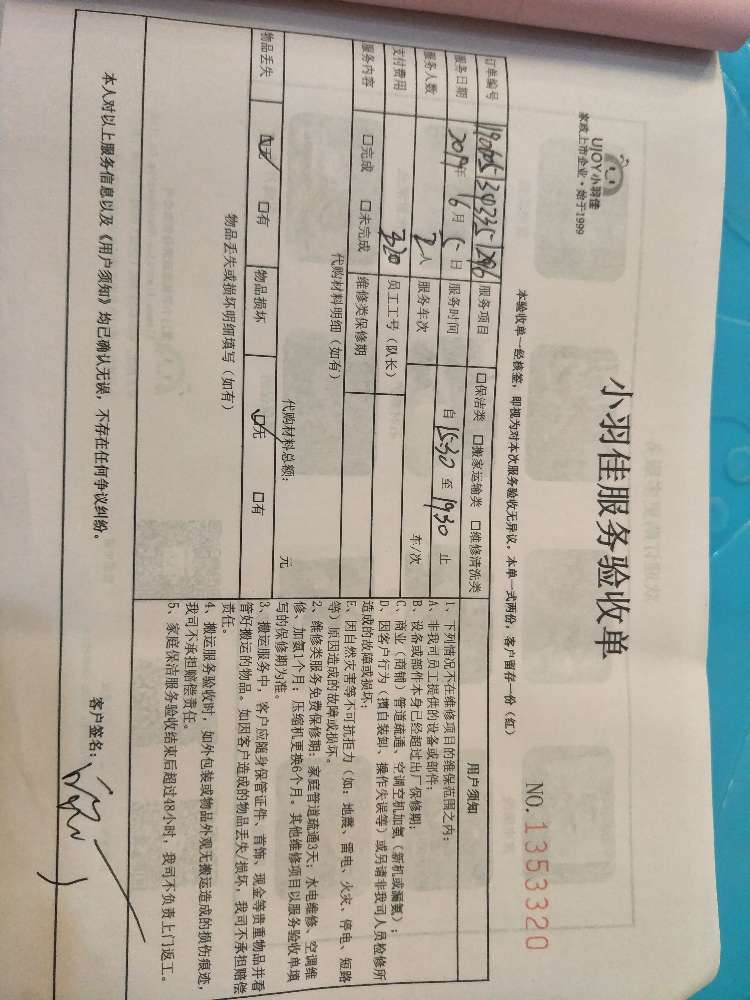 UJOY小羽佳
家政上市企业·始于1999
小羽佳服务验收单
NO.1353320
本验收单一经核签，即视为对本次服务验收无异议。本单一式两份，客户留存一份（红）
订单编号 服务项目 □保洁类 □搬家运输类 □维修清洗类
服务日期 2019年 6月 5日 服务时间 自 15:30 至 1930 止
服务人数 2人 服务车次 车/次
支付费用 320 员工工号（队长）
服务内容 □完成 □未完成 维修类保修期
代购材料明细（如有）
代购材料总额： 元
物品丢失 ☑无 □有 物品损坏 ☑无 □有
物品丢失或损坏明细填写（如有）
用户须知
1、下列情况不在维修项目的维保范围之内：
A、非我司员工提供的设备或部件；
B、设备或部件本身已经超过出厂保修期；
C、商业（商铺）管道疏通、空调空机加氨（新机或漏氨）；
D、因客户行为（擅自装卸、操作失误等）或另请非我司人员检修所
造成的故障或损坏；
E、因自然灾害等不可抗拒力（如：地震、雷电、火灾、停电、短路
等）原因造成的故障或损坏。
2、维修类服务免费保修期：家庭管道疏通3天；水电维修、空调维
修、加氨1个月；压缩机更换6个月。其他维修项目以服务验收单填
写的保修期为准。
3、搬运服务中，客户应随身保管证件、首饰、现金等贵重物品并看
管好搬运的物品。如因客户造成的物品丢失/损坏，我司不承担赔偿
责任。
4、搬运服务验收时，如外包装或物品外观无搬运造成的损伤痕迹，
我司不承担赔偿责任。
5、家庭保洁服务验收结束后超过48小时，我司不负责上门返工。
本人对以上服务信息以及《用户须知》均已确认无误，不存在任何争议纠纷。
客户签名：